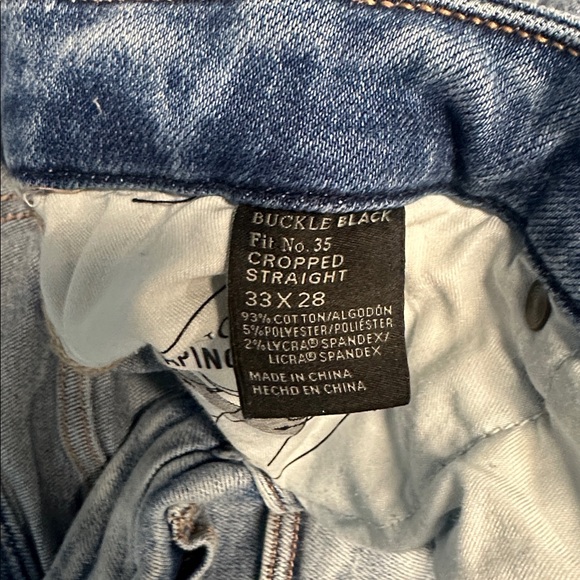 BUCKLE BLACK
Fit No. 35
CROPPED
STRAIGHT
33 X 28
93% COTTON/ALGODÓN
5% POLYESTER/POLIÉSTER
2% LYCRA® SPANDEX/
LICRA® SPANDEX
MADE IN CHINA
HECHO EN CHINA